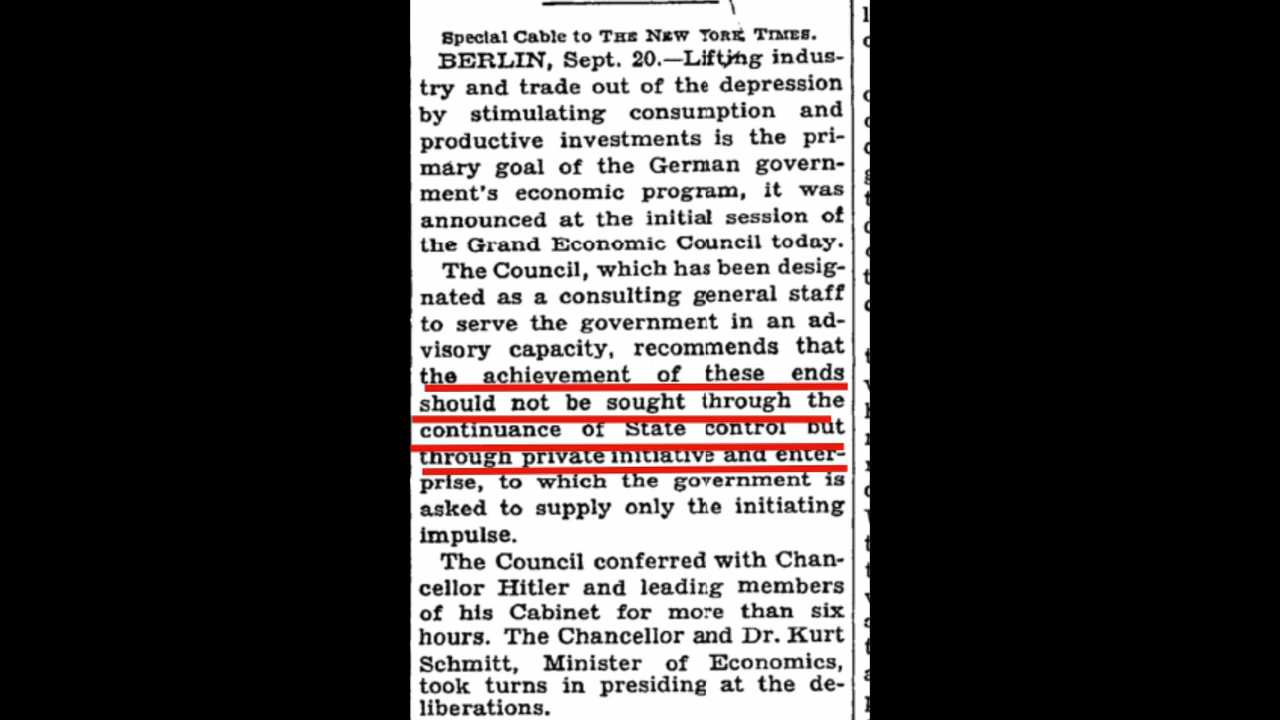 Special Cable to THE NEW YORK TIMES.
BERLIN, Sept. 20.—Lifting indus-
try and trade out of the depression
by stimulating consumption and
productive investments is the pri-
mary goal of the German govern-
ment's economic program, it was
announced at the initial session of
the Grand Economic Council today.
The Council, which has been desig-
nated as a consulting general staff
to serve the government in an ad-
visory capacity, recommends that
the achievement of these ends
should not be sought through the
continuance of State control but
through private initiative and enter-
prise, to which the government is
asked to supply only the initiating
impulse.
The Council conferred with Chan-
cellor Hitler and leading members
of his Cabinet for more than six
hours. The Chancellor and Dr. Kurt
Schmitt, Minister of Economics,
took turns in presiding at the de-
liberations.